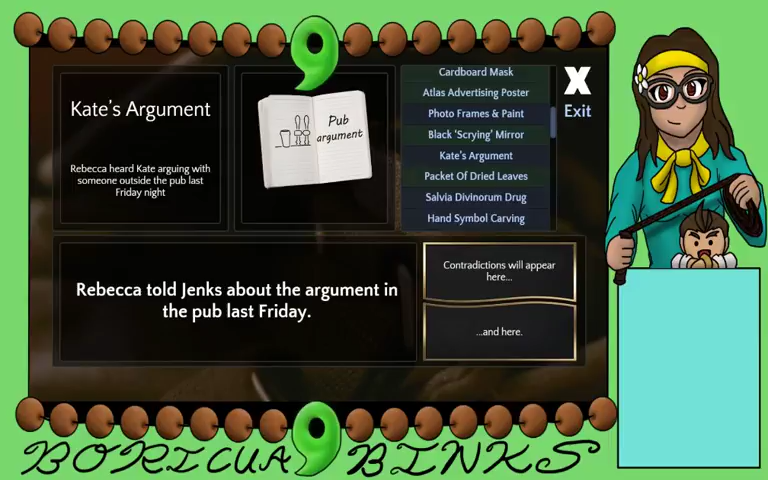 Kate's Argument
Rebecca heard Kate arguing with
someone outside the pub last
Friday night
Pub
argument
Cardboard Mask
Atlas Advertising Poster
Photo Frames & Paint
Black 'Scrying' Mirror
Kate's Argument
Packet Of Dried Leaves
Salvia Divinorum Drug
Hand Symbol Carving
X
Exit
Rebecca told Jenks about the argument in
the pub last Friday.
Contradictions will appear
here...
...and here.
BORICUA BINKS